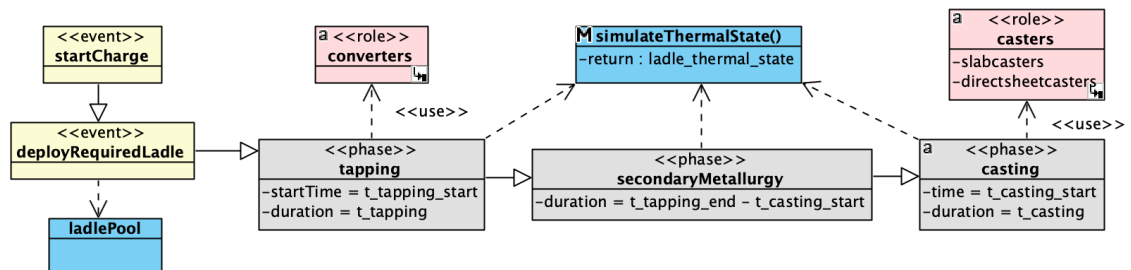 <<event>>
startCharge
<<event>>
deployRequiredLadle
ladlePool
a
<<role>>
converters
<<use>>
<<phase>>
tapping
-startTime = t_tapping_start
-duration = t_tapping
M simulateThermalState()
-return : ladle_thermal_state
<<phase>>
secondaryMetallurgy
-duration = t_tapping_end - t_casting_start
a
<<role>>
casters
-slabcasters
-directsheetcasters
<<use>>
a
<<phase>>
casting
-time = t_casting_start
-duration = t_casting